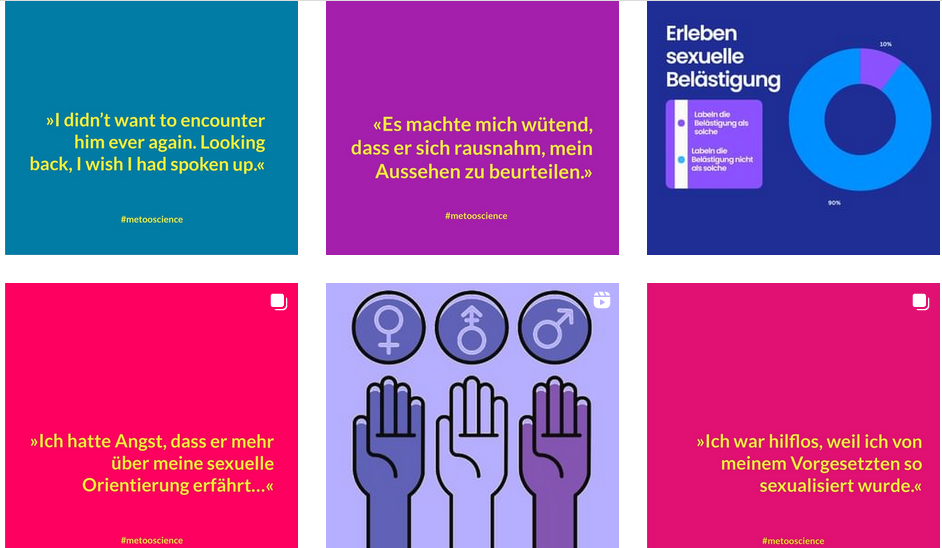 »I didn’t want to encounter
him ever again. Looking
back, I wish I had spoken up.«
#metooscience
«Es machte mich wütend,
dass er sich rausnahm, mein
Aussehen zu beurteilen.»
#metooscience
Erleben
sexuelle
Belästigung
10%
Labeln die
Belästigung als
solche
Labeln die
Belästigung nicht
als solche
90%
»Ich hatte Angst, dass er mehr
über meine sexuelle
Orientierung erfährt...«
#metooscience
»Ich war hilflos, weil ich von
meinem Vorgesetzten so
sexualisiert wurde.«
#metooscience